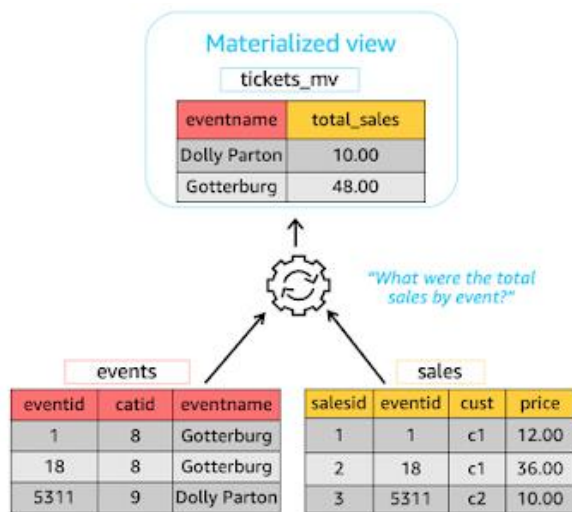 Materialized view
tickets_mv
eventname total_sales
Dolly Parton 10.00
Gotterburg 48.00
"What were the total
sales by event?"
events
eventid catid eventname
1 8 Gotterburg
18 8 Gotterburg
5311 9 Dolly Parton
sales
salesid eventid cust price
1 1 c1 12.00
2 18 c1 36.00
3 5311 c2 10.00